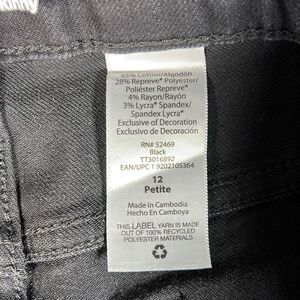 Skinny
65% Cotton/Algodón
28% Repreve® Polyester/
Poliéster Repreve®
4% Rayon/Rayón
3% Lycra® Spandex/
Spandex Lycra®
Exclusive of Decoration
Exclusivo de Decoración
RN# 52469
Black
TT3016892
EAN/UPC 1 9202105364
12
Petite
Made in Cambodia
Hecho En Camboya
THIS LABEL YARN IS MADE
OUT OF 100% RECYCLED
POLYESTER MATERIALS